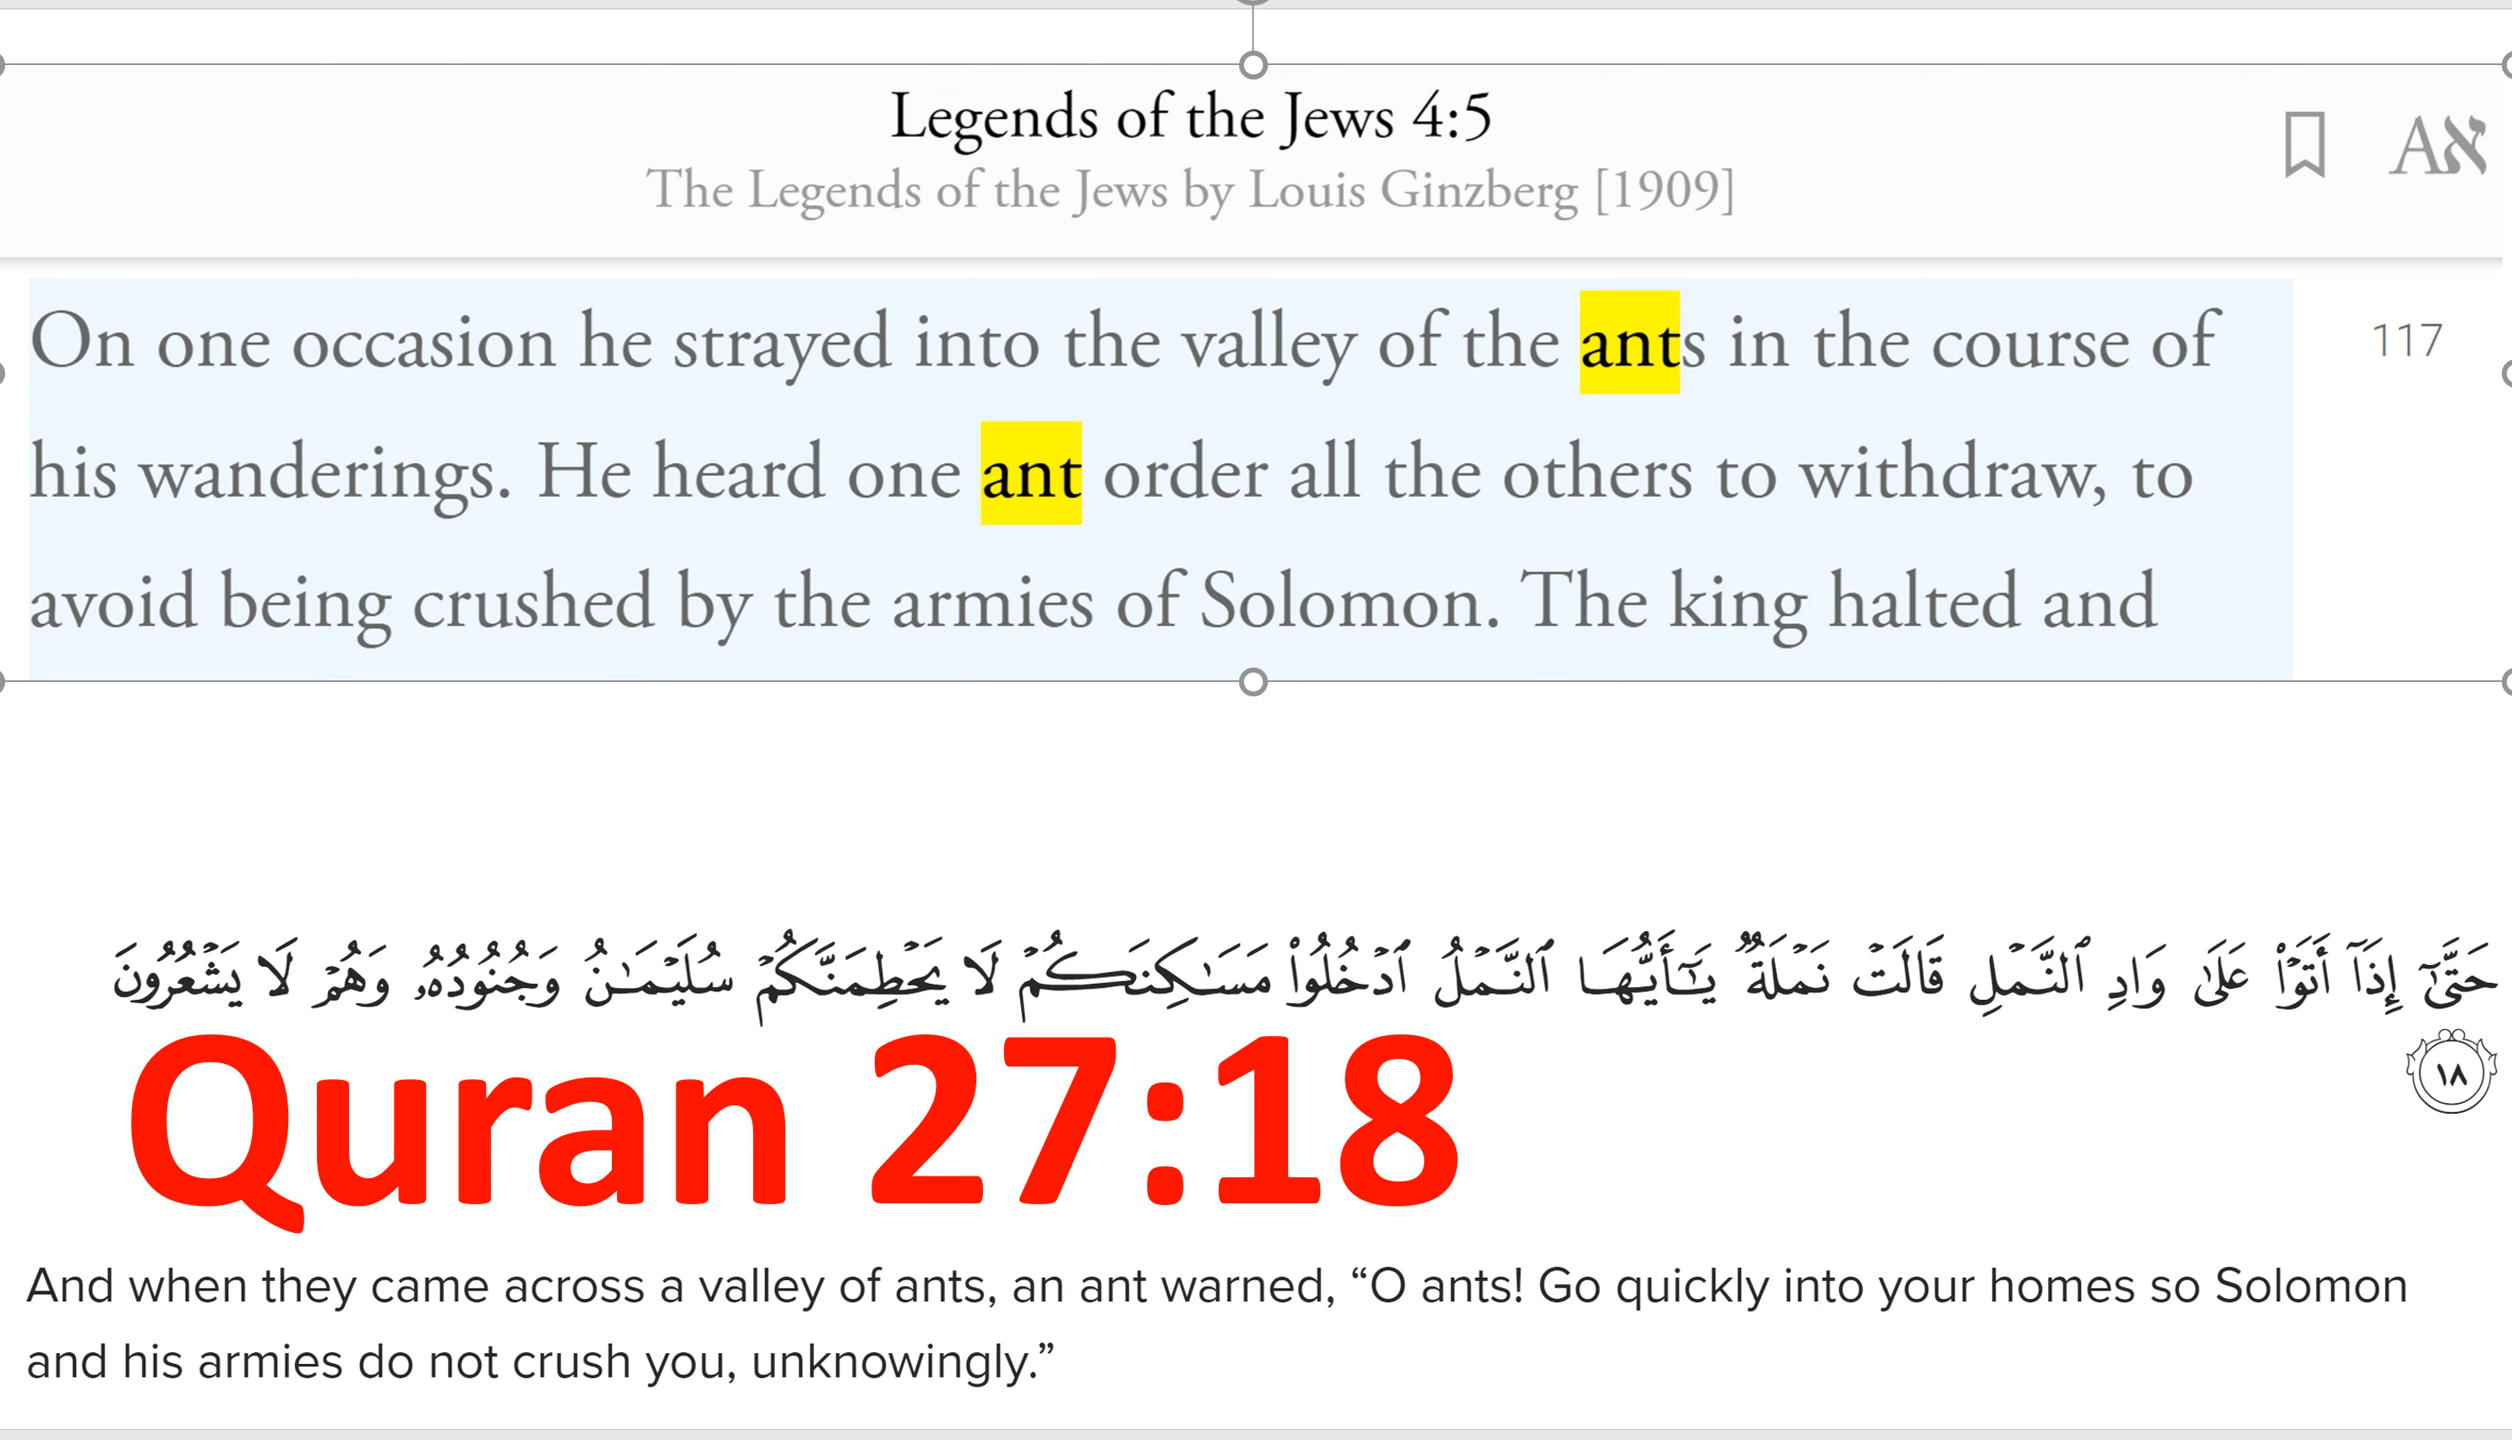 Legends of the Jews 4:5
Aא
The Legends of the Jews by Louis Ginzberg [1909]
On one occasion he strayed into the valley of the ants in the course of
117
his wanderings. He heard one ant order all the others to withdraw, to
avoid being crushed by the armies of Solomon. The king halted and
حَتَّىٰٓ إِذَآ أَتَوْا۟ عَلَىٰ وَادِ ٱلنَّمْلِ قَالَتْ نَمْلَةٌۭ يَـٰٓأَيُّهَا ٱلنَّمْلُ ٱدْخُلُوا۟ مَسَـٰكِنَكُمْ لَا يَحْطِمَنَّكُمْ سُلَيْمَـٰنُ وَجُنُودُهُۥ وَهُمْ لَا يَشْعُرُونَ
١٨
Quran 27:18
And when they came across a valley of ants, an ant warned, “O ants! Go quickly into your homes so Solomon
and his armies do not crush you, unknowingly.”